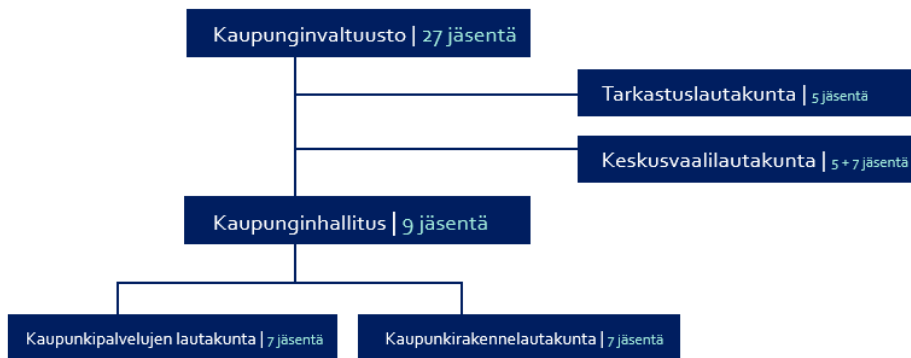 Kaupunginvaltuusto | 27 jäsentä
Tarkastuslautakunta | 5 jäsentä
Keskusvaalilautakunta | 5 + 7 jäsentä
Kaupunginhallitus | 9 jäsentä
Kaupunkipalvelujen lautakunta | 7 jäsentä
Kaupunkirakennelautakunta | 7 jäsentä